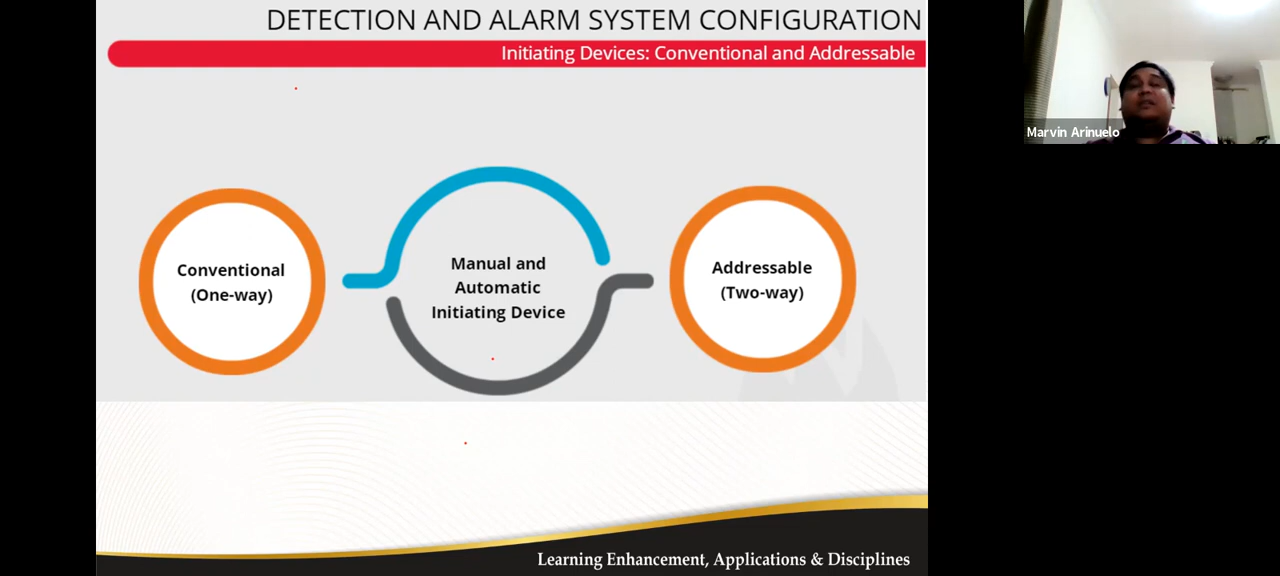 DETECTION AND ALARM SYSTEM CONFIGURATION
Initiating Devices: Conventional and Addressable
Marvin Arinuelo
Conventional
(One-way)
Manual and
Automatic
Initiating Device
Addressable
(Two-way)
Learning Enhancement, Applications & Disciplines